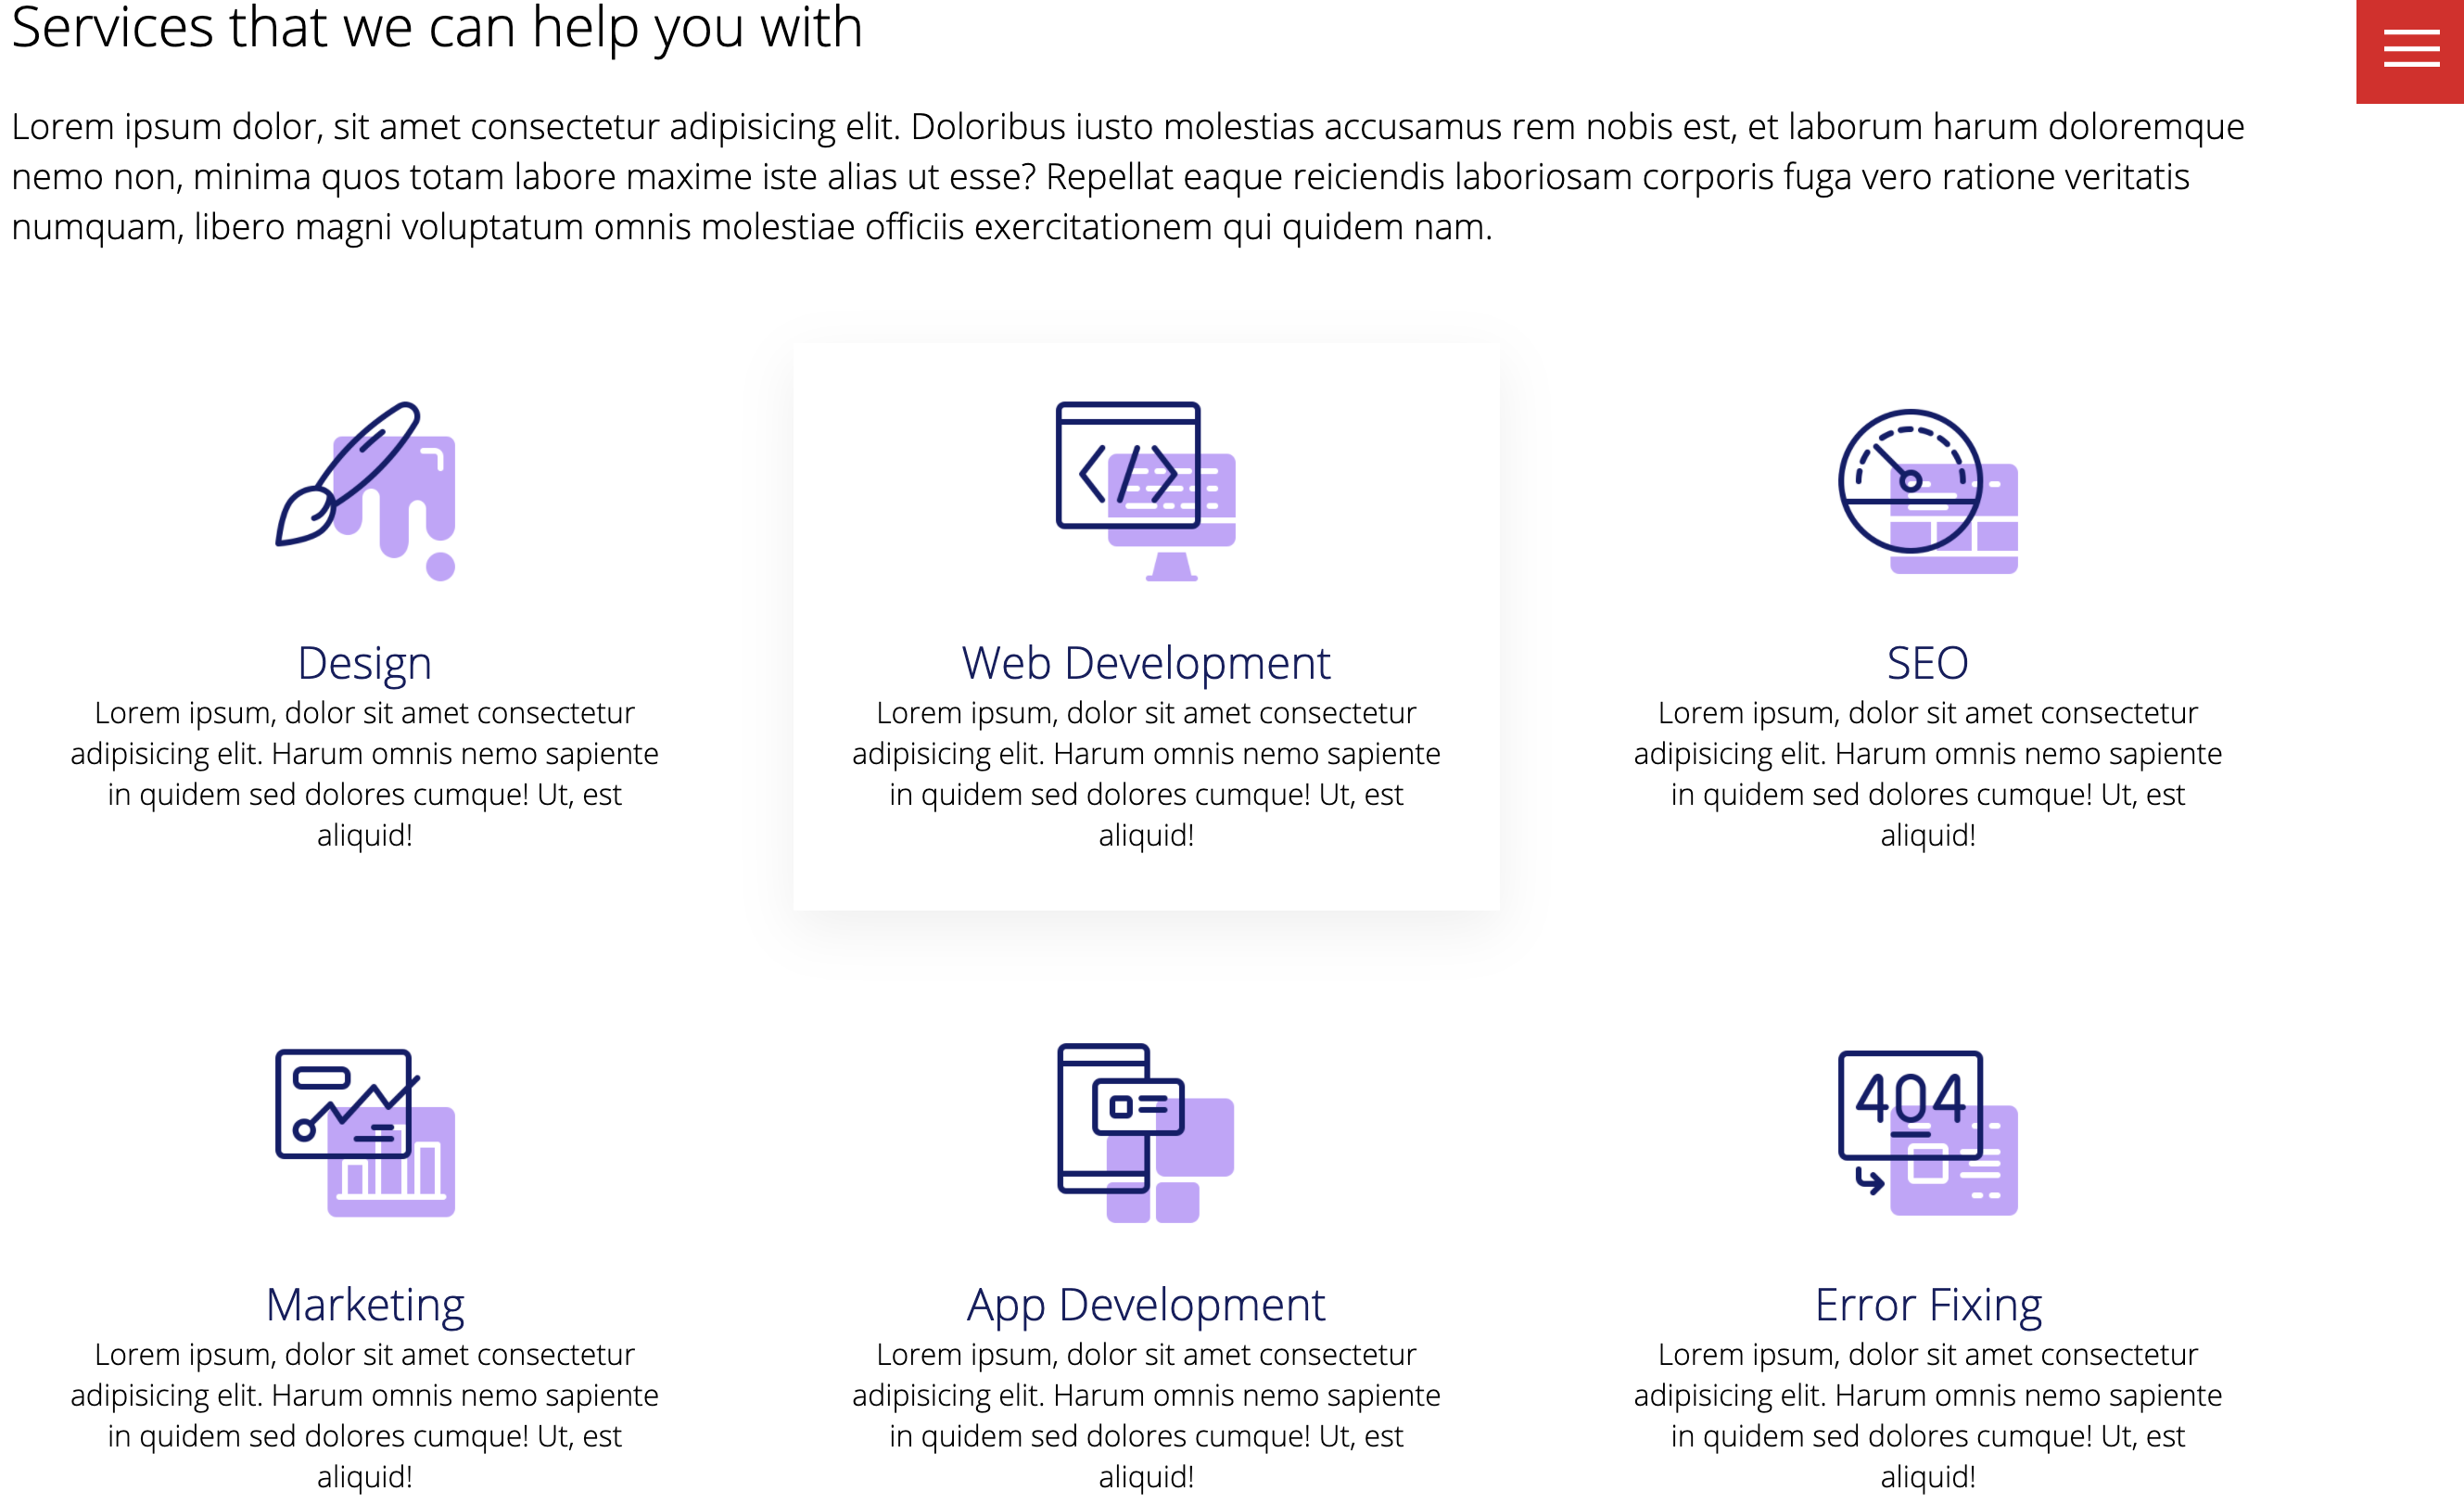 Services that we can help you with
Lorem ipsum dolor, sit amet consectetur adipisicing elit. Doloribus iusto molestias accusamus rem nobis est, et laborum harum doloremque
nemo non, minima quos totam labore maxime iste alias ut esse? Repellat eaque reiciendis laboriosam corporis fuga vero ratione veritatis
numquam, libero magni voluptatum omnis molestiae officiis exercitationem qui quidem nam.
</>
Design
Lorem ipsum, dolor sit amet consectetur
adipisicing elit. Harum omnis nemo sapiente
in quidem sed dolores cumque! Ut, est
aliquid!
Web Development
Lorem ipsum, dolor sit amet consectetur
adipisicing elit. Harum omnis nemo sapiente
in quidem sed dolores cumque! Ut, est
aliquid!
SEO
Lorem ipsum, dolor sit amet consectetur
adipisicing elit. Harum omnis nemo sapiente
in quidem sed dolores cumque! Ut, est
aliquid!
404
Marketing
Lorem ipsum, dolor sit amet consectetur
adipisicing elit. Harum omnis nemo sapiente
in quidem sed dolores cumque! Ut, est
aliquid!
App Development
Lorem ipsum, dolor sit amet consectetur
adipisicing elit. Harum omnis nemo sapiente
in quidem sed dolores cumque! Ut, est
aliquid!
Error Fixing
Lorem ipsum, dolor sit amet consectetur
adipisicing elit. Harum omnis nemo sapiente
in quidem sed dolores cumque! Ut, est
aliquid!